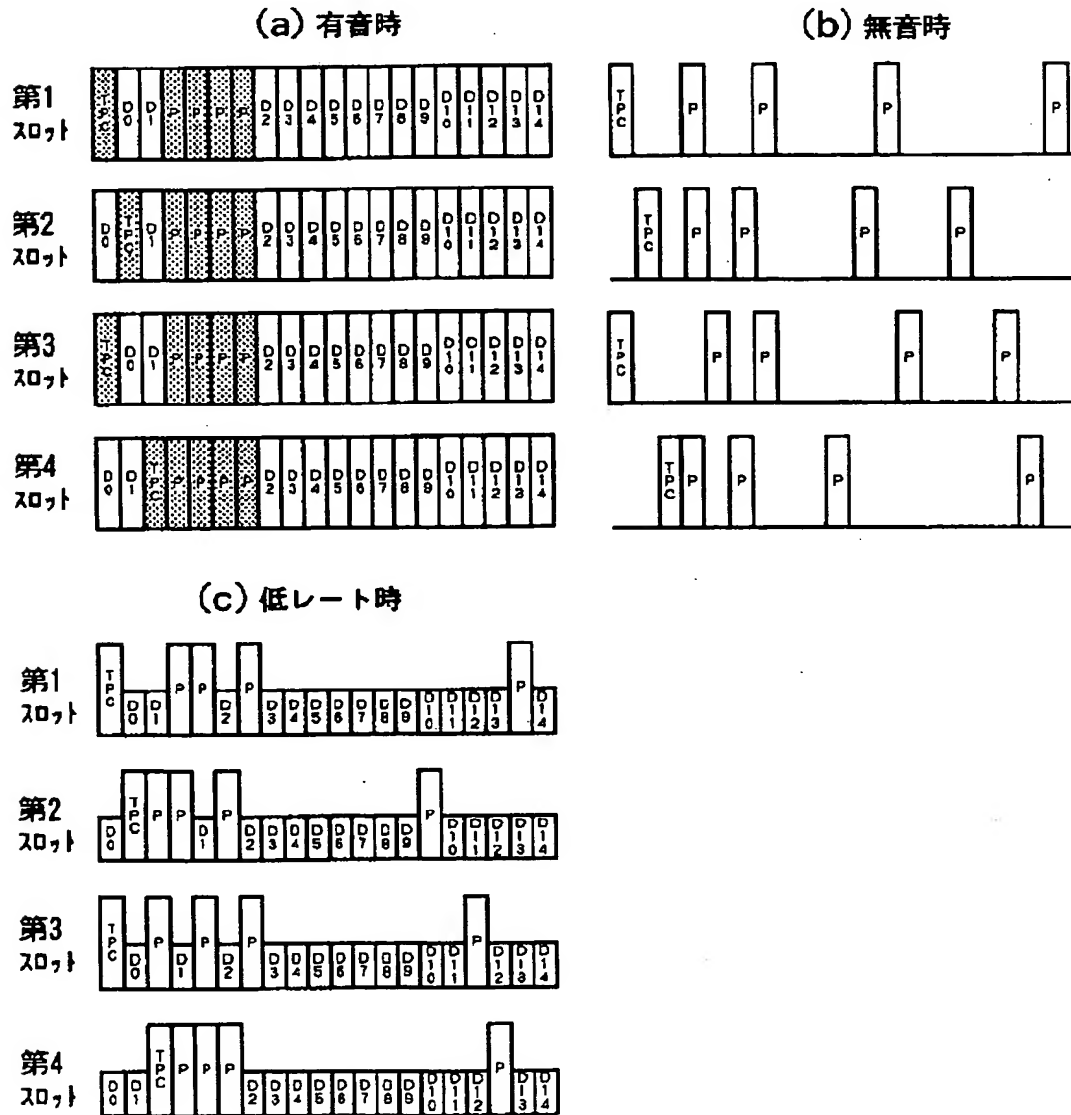 (a) 有音時
(b) 無音時
第1
スロット
TPC D0 D1 P P P P D2 D3 D4 D5 D6 D7 D8 D9 D10 D11 D12 D13 D14
TPC P P P P
第2
スロット
D0 TPC D1 P P P P D2 D3 D4 D5 D6 D7 D8 D9 D10 D11 D12 D13 D14
TPC P P P P
第3
スロット
TPC D0 D1 P P P P D2 D3 D4 D5 D6 D7 D8 D9 D10 D11 D12 D13 D14
TPC P P P P
第4
スロット
D0 D1 TPC P P P P D2 D3 D4 D5 D6 D7 D8 D9 D10 D11 D12 D13 D14
TPC P P P P
(c) 低レート時
第1
スロット
TPC D0 D1 P P D2 P D3 D4 D5 D6 D7 D8 D9 D10 D11 D12 D13 P D14
第2
スロット
D0 TPC P P D1 P D2 D3 D4 D5 D6 D7 D8 D9 P D10 D11 D12 D13 D14
第3
スロット
TPC D0 P D1 P D2 P D3 D4 D5 D6 D7 D8 D9 D10 D11 P D12 D13 D14
第4
スロット
D0 D1 TPC P P P D2 D3 D4 D5 D6 D7 D8 D9 D10 D11 D12 P D13 D14